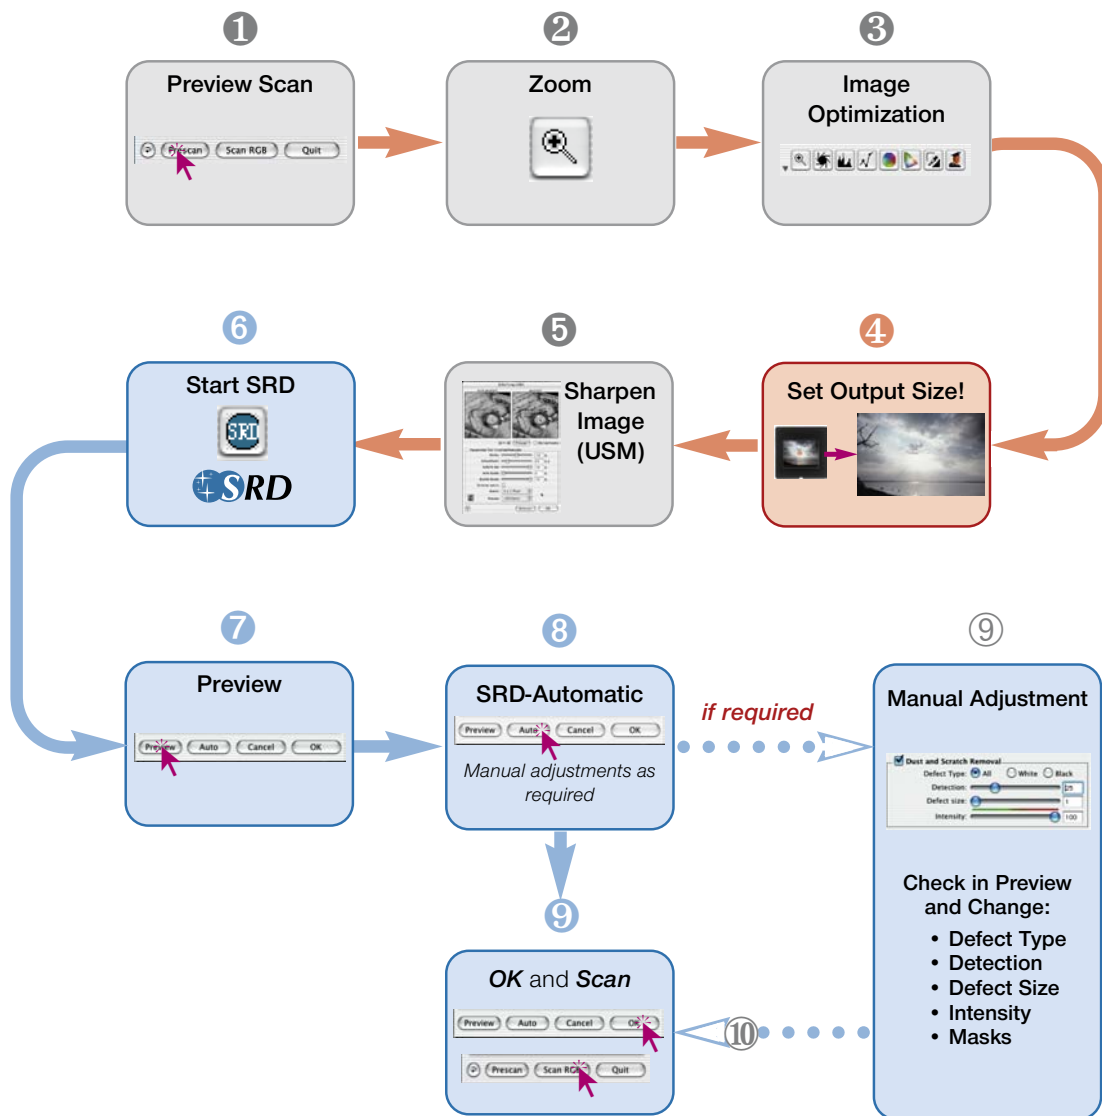 1
2
3
Preview Scan
Zoom
Image
Optimization
Prescan
Scan RGB
Quit
6
5
4
Start SRD
SRD
SRD
Sharpen
Image
(USM)
Set Output Size!
7
8
9
Preview
Preview
Auto
Cancel
OK
SRD-Automatic
Preview
Auto
Cancel
OK
Manual adjustments as
required
if required
Manual Adjustment
Dust and Scratch Removal
Defect Type: All White Black
Detection: 25
Defect size: 1
Intensity: 100
Check in Preview
and Change:
• Defect Type
• Detection
• Defect Size
• Intensity
• Masks
9
OK and Scan
Preview
Auto
Cancel
OK
Prescan
Scan RGB
Quit
10